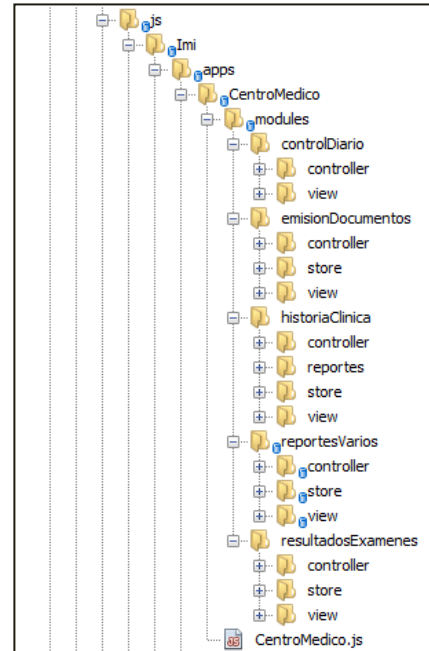 js
Imi
apps
CentroMedico
modules
controlDiario
controller
view
emisionDocumentos
controller
store
view
historiaClinica
controller
reportes
store
view
reportesVarios
controller
store
view
resultadosExamenes
controller
store
view
CentroMedico.js